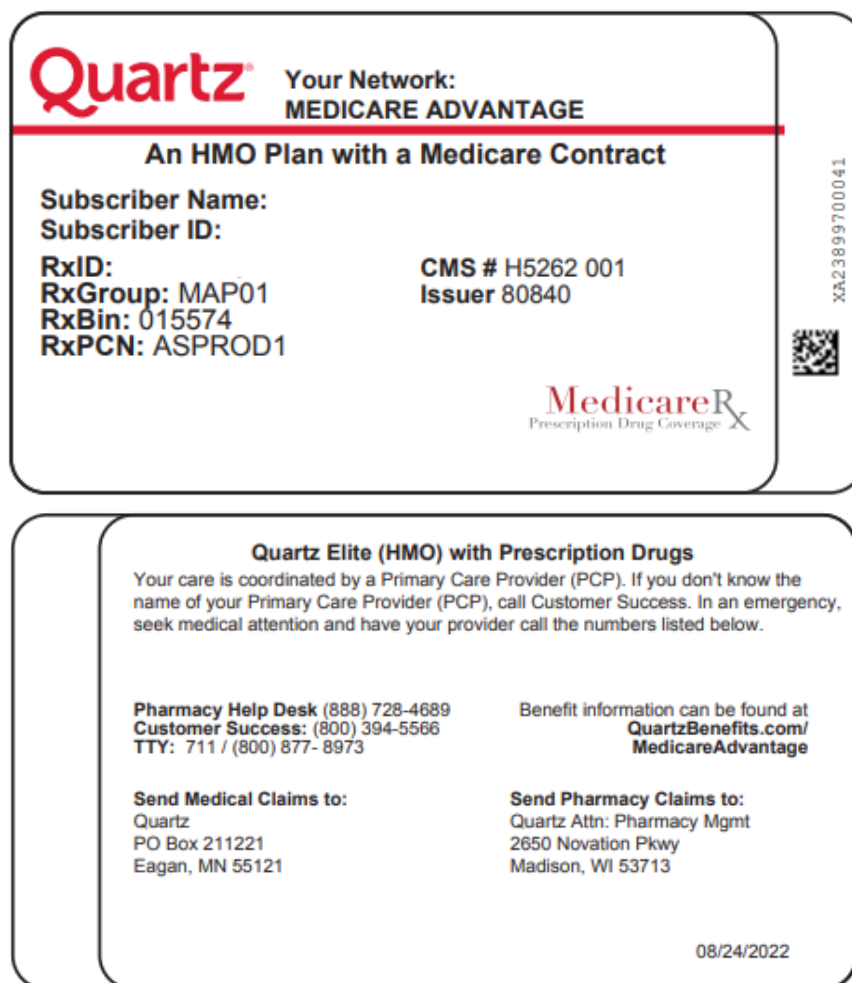 Quartz®
Your Network:
MEDICARE ADVANTAGE
An HMO Plan with a Medicare Contract
Subscriber Name:
Subscriber ID:
RxID:
RxGroup: MAP01
RxBin: 015574
RxPCN: ASPROD1
CMS # H5262 001
Issuer 80840
MedicareRx
Prescription Drug Coverage
XA23899700041
Quartz Elite (HMO) with Prescription Drugs
Your care is coordinated by a Primary Care Provider (PCP). If you don't know the
name of your Primary Care Provider (PCP), call Customer Success. In an emergency,
seek medical attention and have your provider call the numbers listed below.
Pharmacy Help Desk (888) 728-4689
Customer Success: (800) 394-5566
TTY: 711 / (800) 877- 8973
Benefit information can be found at
QuartzBenefits.com/
MedicareAdvantage
Send Medical Claims to:
Quartz
PO Box 211221
Eagan, MN 55121
Send Pharmacy Claims to:
Quartz Attn: Pharmacy Mgmt
2650 Novation Pkwy
Madison, WI 53713
08/24/2022